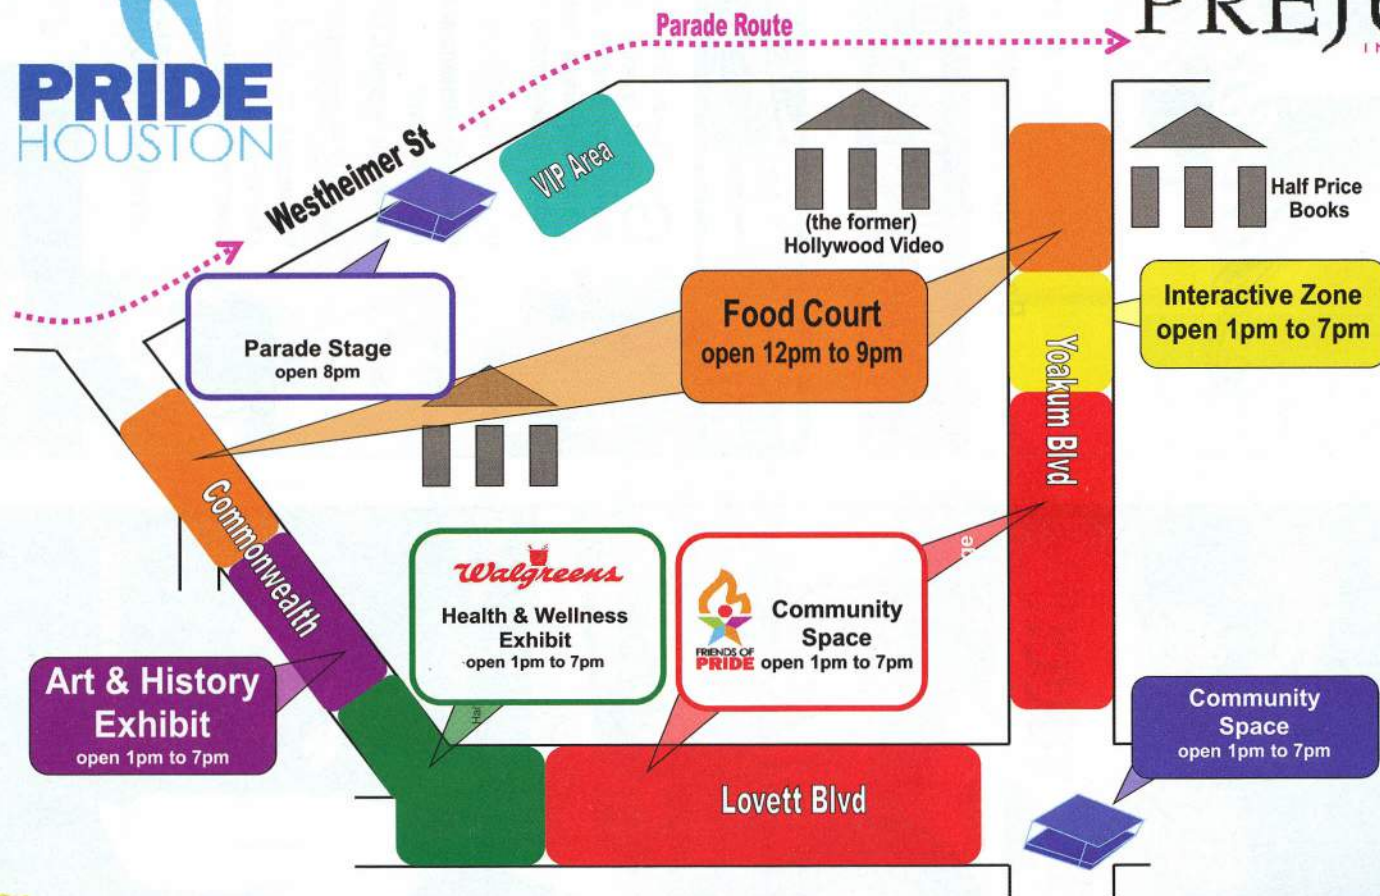 Parade Route
PRIDE
HOUSTON
Westheimer St
VIP Area
(the former)
Hollywood Video
Half Price
Books
Parade Stage
open 8pm
Food Court
open 12pm to 9pm
Interactive Zone
open 1pm to 7pm
Yoakum Blvd
Commonwealth
Walgreens
Health & Wellness
Exhibit
open 1pm to 7pm
FRIENDS OF
PRIDE
Community
Space
open 1pm to 7pm
Art & History
Exhibit
open 1pm to 7pm
Community
Space
open 1pm to 7pm
Lovett Blvd